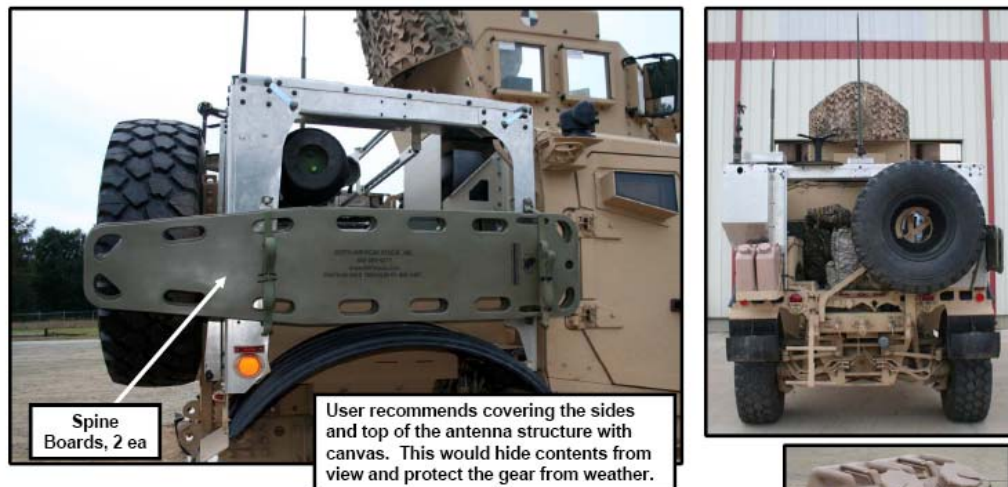 Spine
Boards, 2 ea
User recommends covering the sides
and top of the antenna structure with
canvas. This would hide contents from
view and protect the gear from weather.